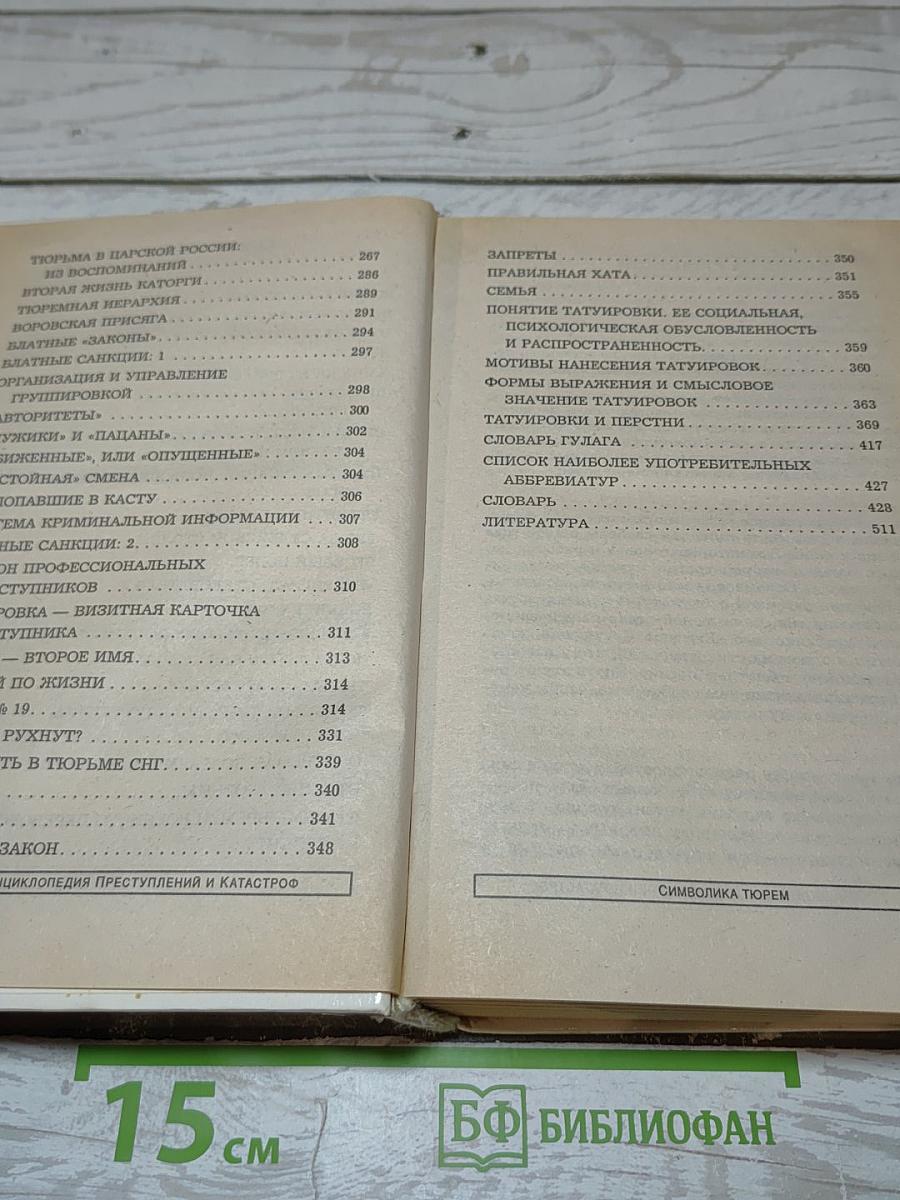 ТЮРЬМА В ЦАРСКОЙ РОССИИ:
ИЗ ВОСПОМИНАНИЙ 267
ВТОРАЯ ЖИЗНЬ КАТОРГИ 286
ТЮРЕМНАЯ ИЕРАРХИЯ 289
ВОРОВСКАЯ ПРИСЯГА 291
БЛАТНЫЕ «ЗАКОНЫ» 294
БЛАТНЫЕ САНКЦИИ: 1 297
ОРГАНИЗАЦИЯ И УПРАВЛЕНИЕ
ГРУППИРОВКОЙ 298
АВТОРИТЕТЫ» 300
УЖИКИ» И «ПАЦАНЫ» 302
БИЖЕННЫЕ», ИЛИ «ОПУЩЕННЫЕ» 304
СТОЙНАЯ» СМЕНА 304
ПОПАВШИЕ В КАСТУ 306
ТЕМА КРИМИНАЛЬНОЙ ИНФОРМАЦИИ 307
НЫЕ САНКЦИИ: 2 308
ОН ПРОФЕССИОНАЛЬНЫХ
СТУПНИКОВ 310
РОВКА — ВИЗИТНАЯ КАРТОЧКА
ТУПНИКА 311
— ВТОРОЕ ИМЯ 313
Й ПО ЖИЗНИ 314
№ 19 314
РУХНУТ? 331
ТЬ В ТЮРЬМЕ СНГ 339
340
341
ЗАКОН 348
НЦИКЛОПЕДИЯ ПРЕСТУПЛЕНИЙ И КАТАСТРОФ
ЗАПРЕТЫ 350
ПРАВИЛЬНАЯ ХАТА 351
СЕМЬЯ 355
ПОНЯТИЕ ТАТУИРОВКИ. ЕЕ СОЦИАЛЬНАЯ,
ПСИХОЛОГИЧЕСКАЯ ОБУСЛОВЛЕННОСТЬ
И РАСПРОСТРАНЕННОСТЬ 359
МОТИВЫ НАНЕСЕНИЯ ТАТУИРОВОК 360
ФОРМЫ ВЫРАЖЕНИЯ И СМЫСЛОВОЕ
ЗНАЧЕНИЕ ТАТУИРОВОК 363
ТАТУИРОВКИ И ПЕРСТНИ 369
СЛОВАРЬ ГУЛАГА 417
СПИСОК НАИБОЛЕЕ УПОТРЕБИТЕЛЬНЫХ
АББРЕВИАТУР 427
СЛОВАРЬ 428
ЛИТЕРАТУРА 511
СИМВОЛИКА ТЮРЕМ
15 см
БФ БИБЛИОФАН